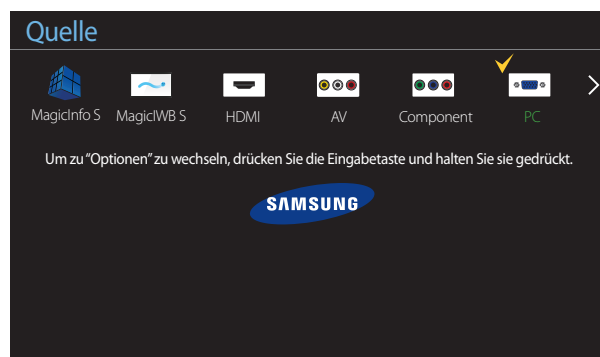 Quelle
MagicInfo S MagicIWB S HDMI AV Component PC
Um zu "Optionen" zu wechseln, drücken Sie die Eingabetaste und halten Sie sie gedrückt.
SAMSUNG